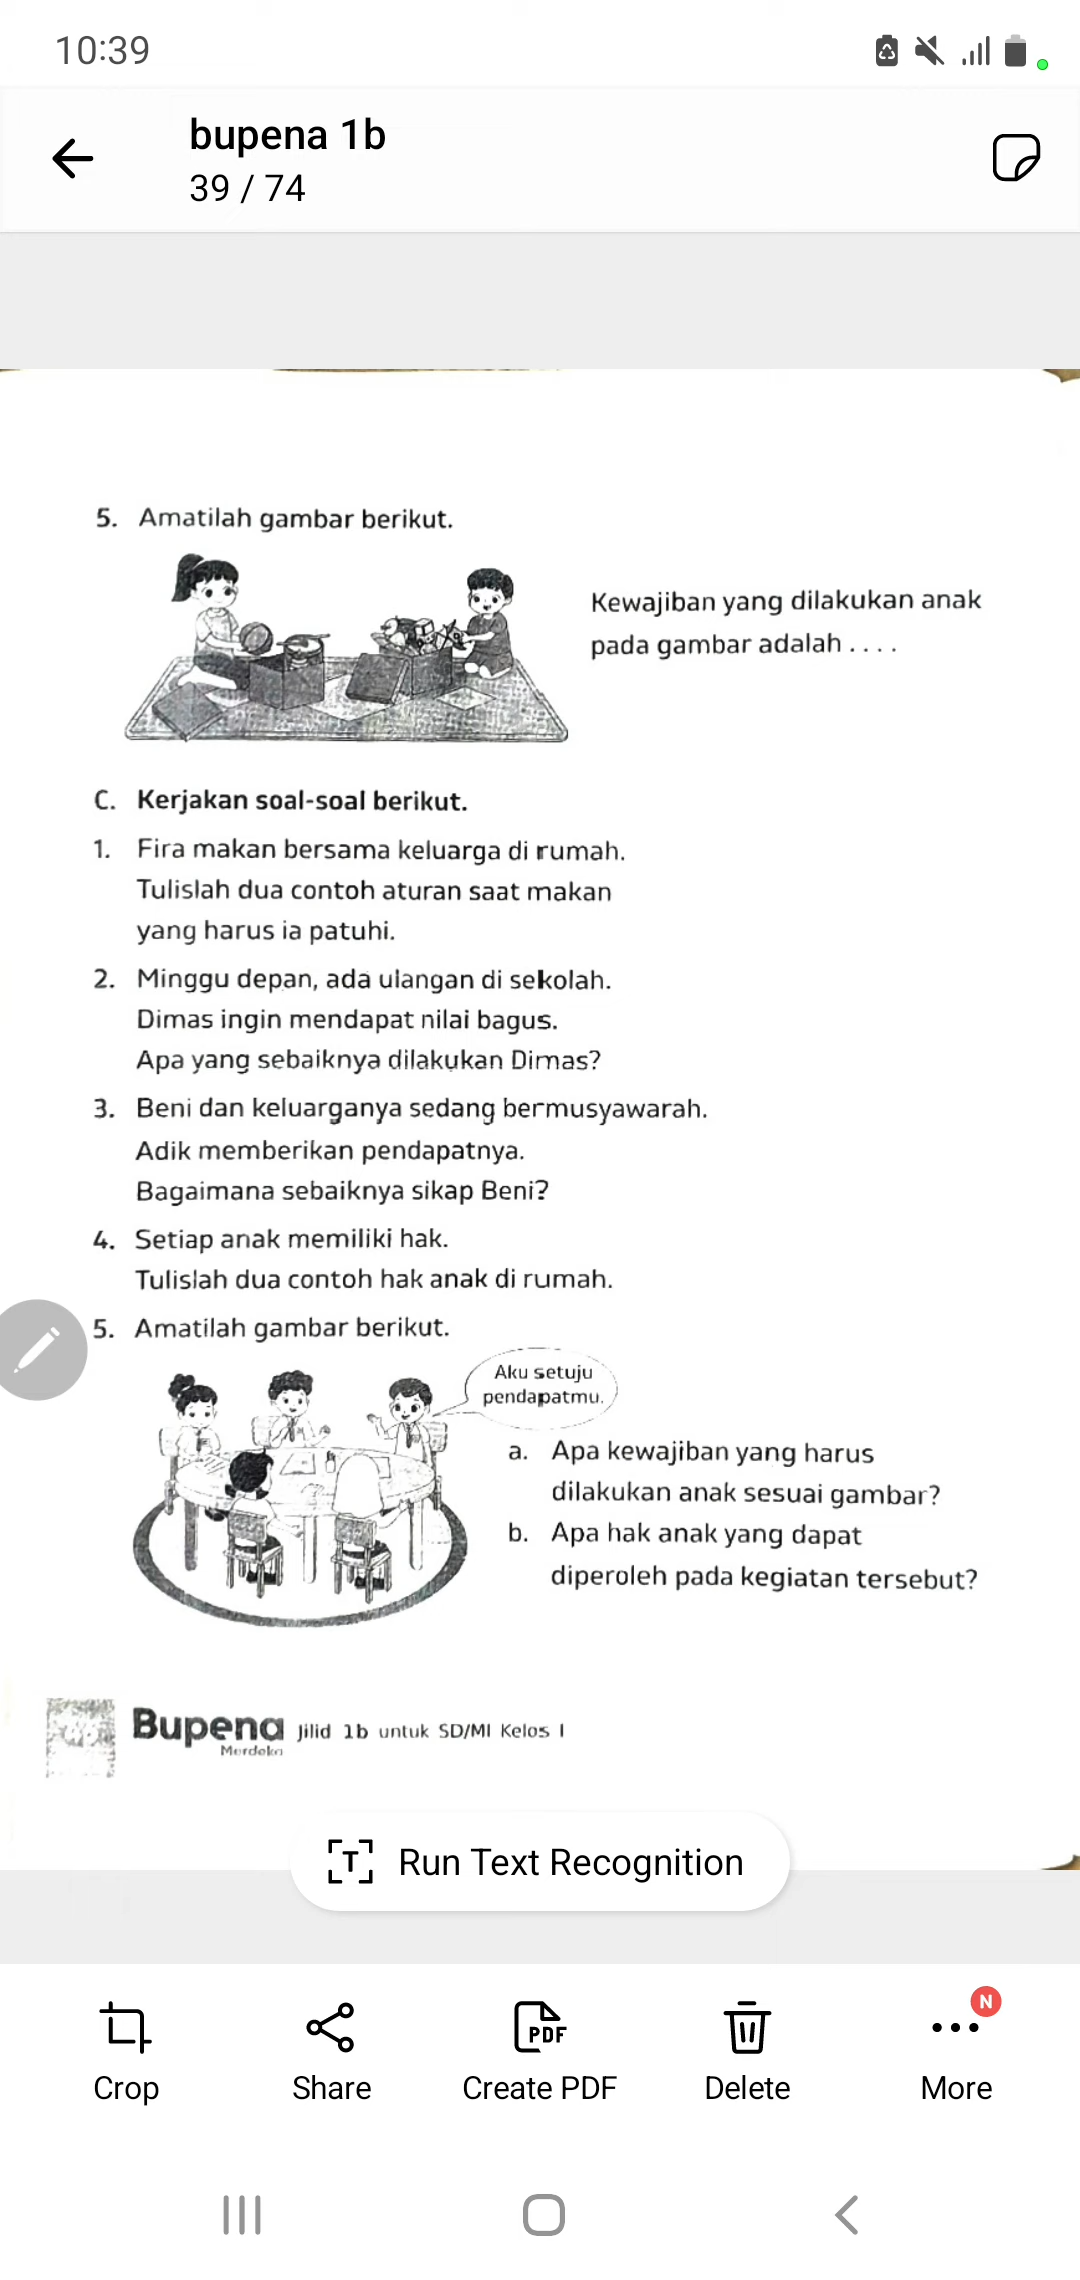 10:39
bupena 1b
39 / 74
5. Amatilah gambar berikut.
Kewajiban yang dilakukan anak
pada gambar adalah . . . .
C. Kerjakan soal-soal berikut.
1. Fira makan bersama keluarga di rumah.
Tulislah dua contoh aturan saat makan
yang harus ia patuhi.
2. Minggu depan, ada ulangan di sekolah.
Dimas ingin mendapat nilai bagus.
Apa yang sebaiknya dilakukan Dimas?
3. Beni dan keluarganya sedang bermusyawarah.
Adik memberikan pendapatnya.
Bagaimana sebaiknya sikap Beni?
4. Setiap anak memiliki hak.
Tulislah dua contoh hak anak di rumah.
5. Amatilah gambar berikut.
Aku setuju
pendapatmu.
a. Apa kewajiban yang harus
dilakukan anak sesuai gambar?
b. Apa hak anak yang dapat
diperoleh pada kegiatan tersebut?
Bupena Jilid 1b untuk SD/MI Kelas I
Merdeka
Run Text Recognition
PDF
N
Crop
Share
Create PDF
Delete
More